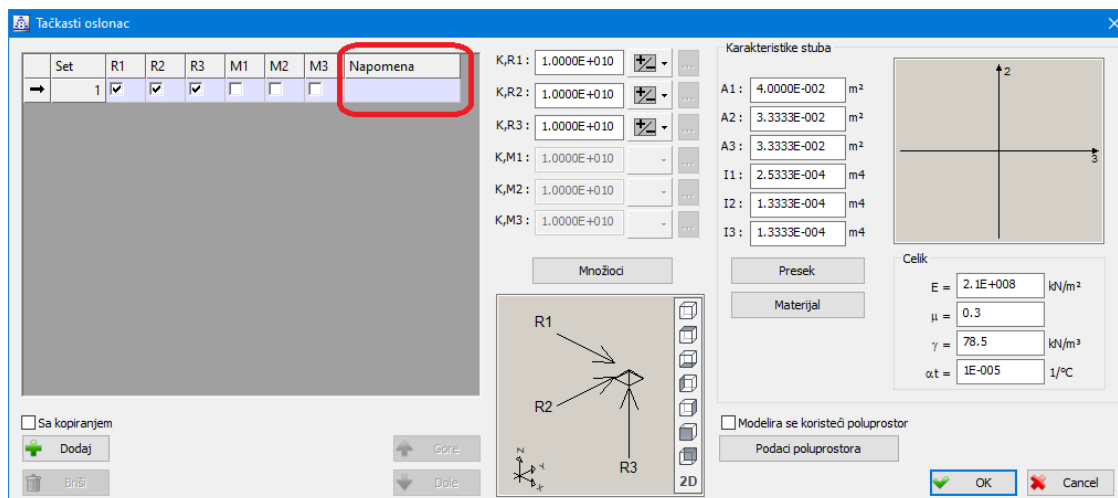 Tačkasti oslonac
Set R1 R2 R3 M1 M2 M3 Napomena
1
K,R1 : 1.0000E+010 ...
K,R2 : 1.0000E+010 ...
K,R3 : 1.0000E+010 ...
K,M1 : 1.0000E+010 ...
K,M2 : 1.0000E+010 ...
K,M3 : 1.0000E+010 ...
Množioci
R1
R2
R3
N
Y
X
2D
Karakteristike stuba
A1 : 4.0000E-002 m²
A2 : 3.3333E-002 m²
A3 : 3.3333E-002 m²
I1 : 2.5333E-004 m4
I2 : 1.3333E-004 m4
I3 : 1.3333E-004 m4
Presek
Materijal
2
3
Celik
E = 2.1E+008 kN/m²
μ = 0.3
γ = 78.5 kN/m³
αt = 1E-005 1/°C
Sa kopiranjem
Dodaj
Gore
Briši
Dole
Modelira se koristeći poluprostor
Podaci poluprostora
OK
Cancel